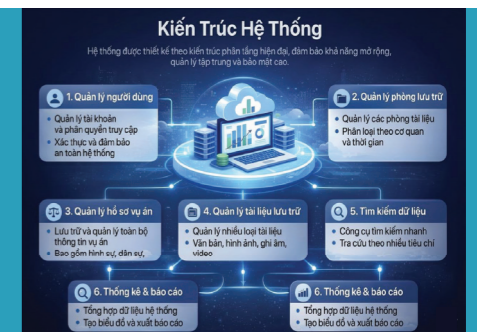 Kiến Trúc Hệ Thống
Hệ thống được thiết kế theo kiến trúc phân tầng hiện đại, đảm bảo khả năng mở rộng,
quản lý tập trung và bảo mật cao.
1. Quản lý người dùng
• Quản lý tài khoản
và phân quyền truy cập
• Xác thực và đảm bảo
an toàn hệ thống
2. Quản lý phòng lưu trữ
• Quản lý các phòng tài liệu
• Phân loại theo cơ quan
và thời gian
3. Quản lý hồ sơ vụ án
• Lưu trữ và quản lý toàn bộ
thông tin vụ án
• Bao gồm hình sự, dân sự,
4. Quản lý tài liệu lưu trữ
• Quản lý nhiều loại tài liệu
• Văn bản, hình ảnh, ghi âm,
video
5. Tìm kiếm dữ liệu
• Công cụ tìm kiếm nhanh
• Tra cứu theo nhiều tiêu chí
6. Thống kê & báo cáo
• Tổng hợp dữ liệu hệ thống
• Tạo biểu đồ và xuất báo cáo
6. Thống kê & báo cáo
• Tổng hợp dữ liệu hệ thống
• Tạo biểu đồ và xuất báo cáo